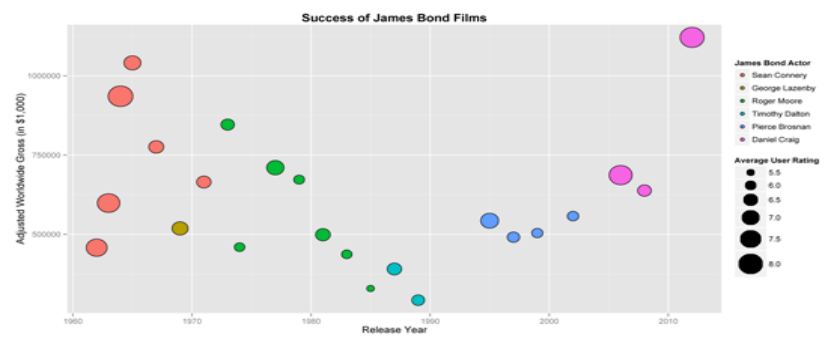 Success of James Bond Films
Adjusted Worldwide Gross (in $1,000)
1000000
750000
500000
1960
1970
1980
1990
2000
2010
Release Year
James Bond Actor
Sean Connery
George Lazenby
Roger Moore
Timothy Dalton
Pierce Brosnan
Daniel Craig
Average User Rating
5.5
6.0
6.5
7.0
7.5
8.0